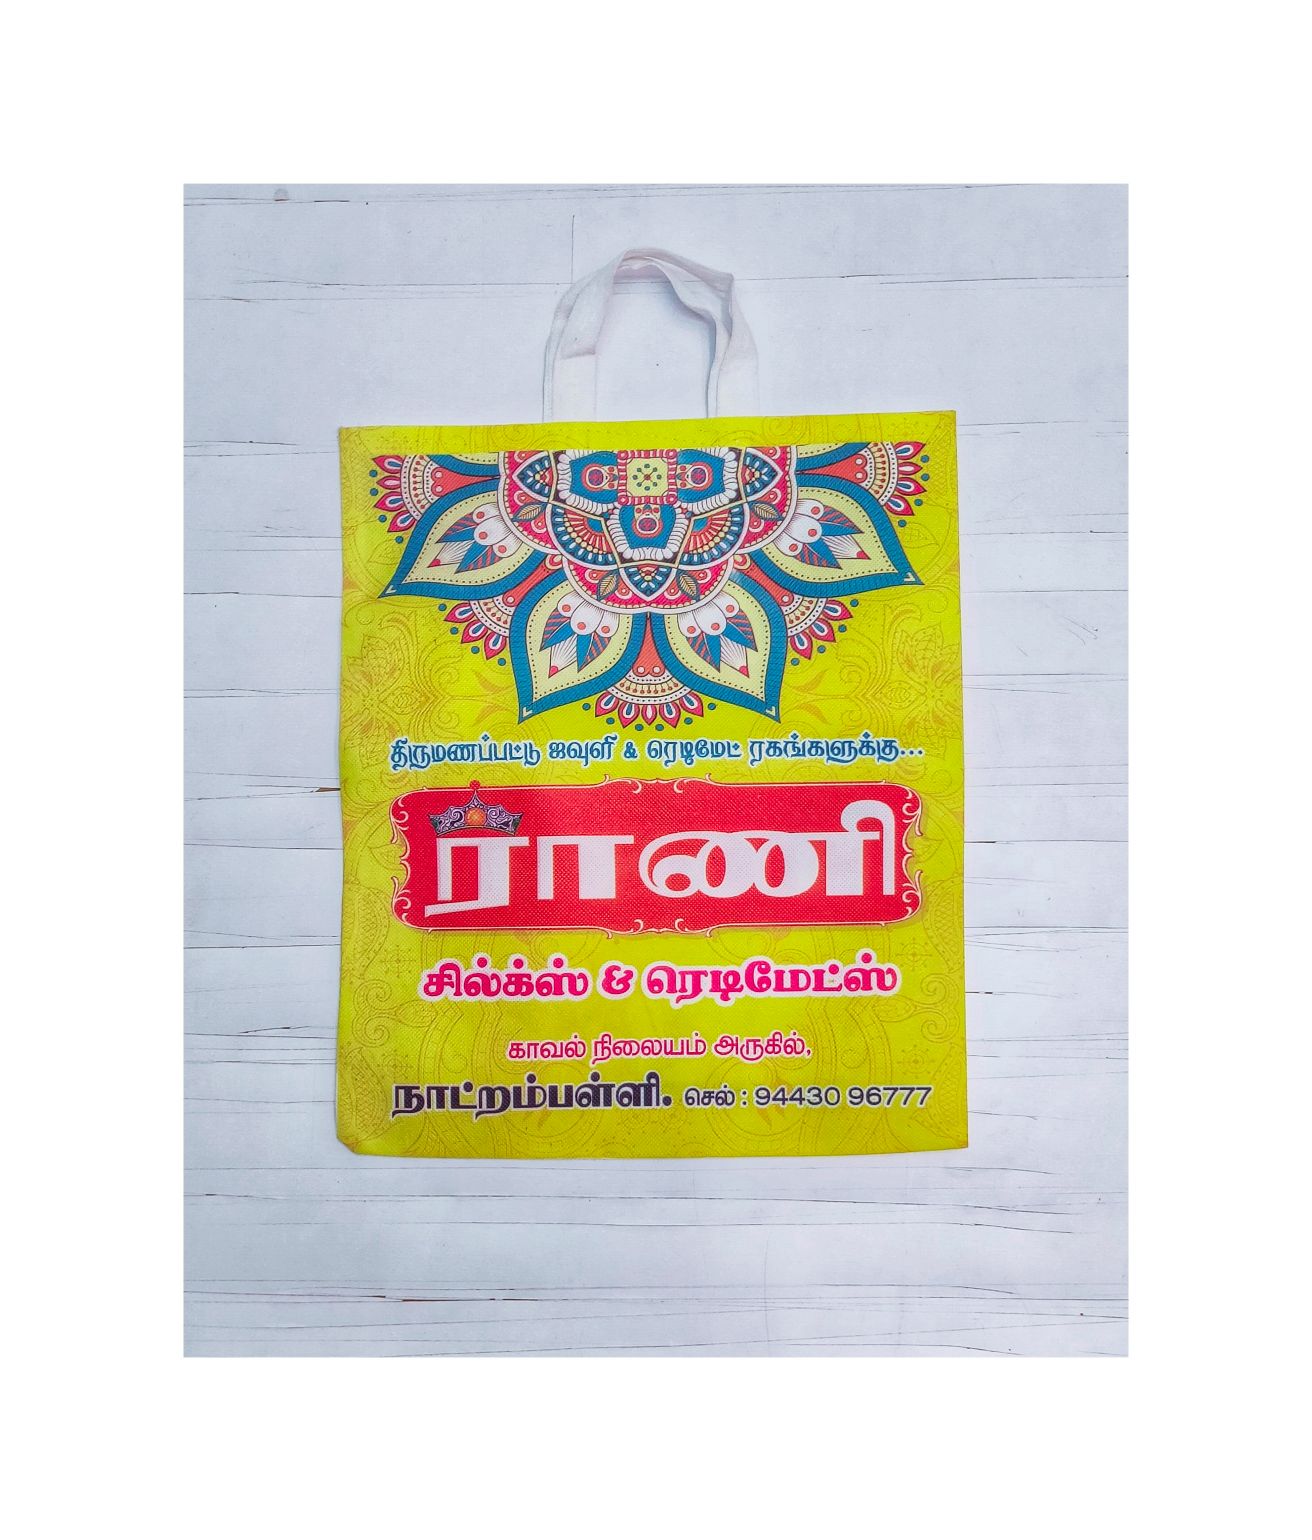 திருமணப்பட்டு ஜவுளி & ரெடிமேட் ரகங்களுக்கு...
ராணி
சில்க்ஸ் & ரெடிமேட்ஸ்
காவல் நிலையம் அருகில்,
நாட்றம்பள்ளி. செல் : 94430 96777